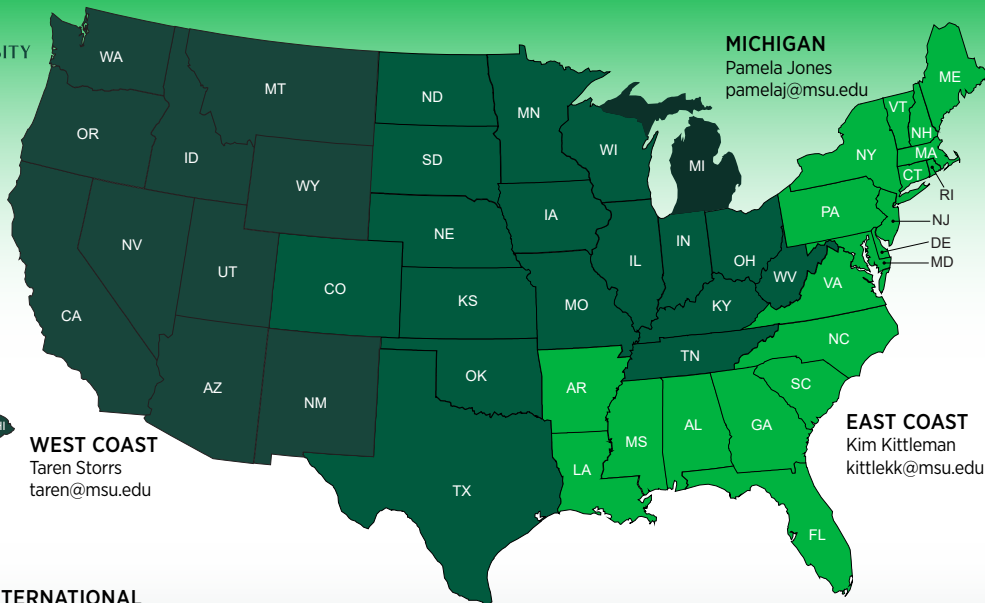 SITY
MICHIGAN
Pamela Jones
pamelaj@msu.edu
WA
MT
ND
MN
ME
VT
NH
OR
ID
SD
WI
MI
NY
MA
CT
RI
WY
IA
PA
NJ
NV
NE
IL
IN
OH
DE
MD
UT
CO
WV
VA
CA
KS
MO
KY
NC
TN
AZ
NM
OK
AR
SC
HI
MS
AL
GA
WEST COAST
Taren Storrs
taren@msu.edu
EAST COAST
Kim Kittleman
kittlekk@msu.edu
LA
TX
FL
TERNATIONAL